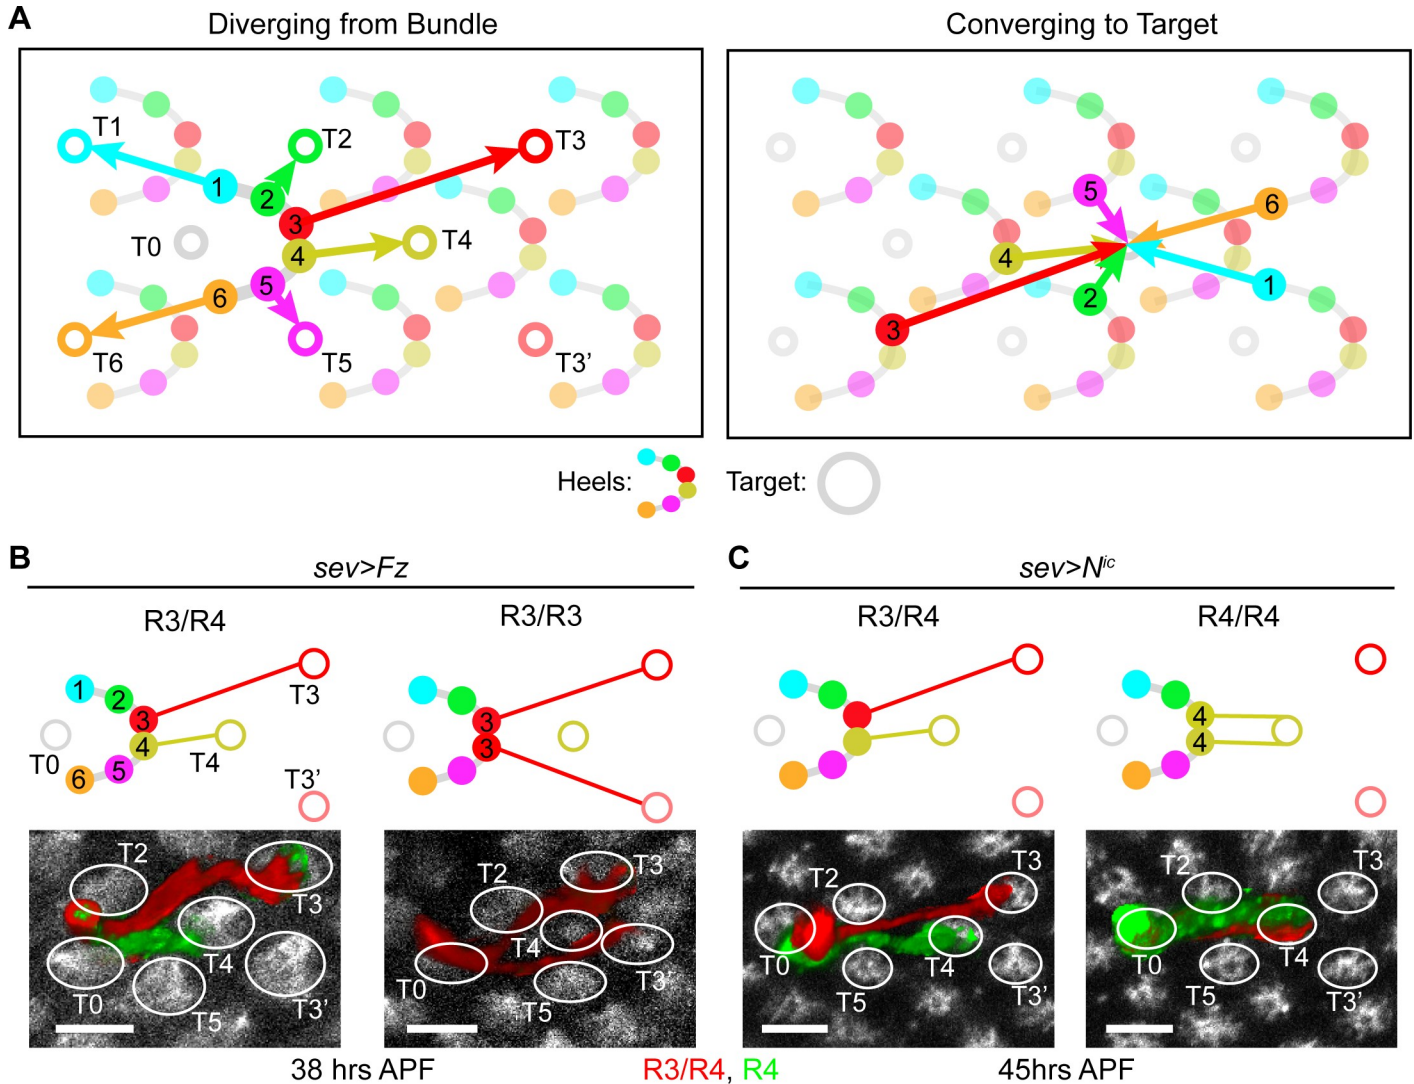 A
Diverging from Bundle
Converging to Target
T1
T2
T3
1
2
3
T0
4
T4
5
6
T6
T5
T3’
5
6
4
2
1
3
Heels:
Target:
B
sev>Fz
C
sev>Nic
R3/R4
R3/R3
R3/R4
R4/R4
1
2
3
T3
4
T0
T4
5
6
T3’
3
3
4
4
T2
T3
T4
T0
T5
T3’
T2
T3
T4
T0
T3’
T5
T2
T3
T0
T4
T5
T3’
T2
T3
T0
T4
T5
T3’
38 hrs APF
R3/R4, R4
45hrs APF